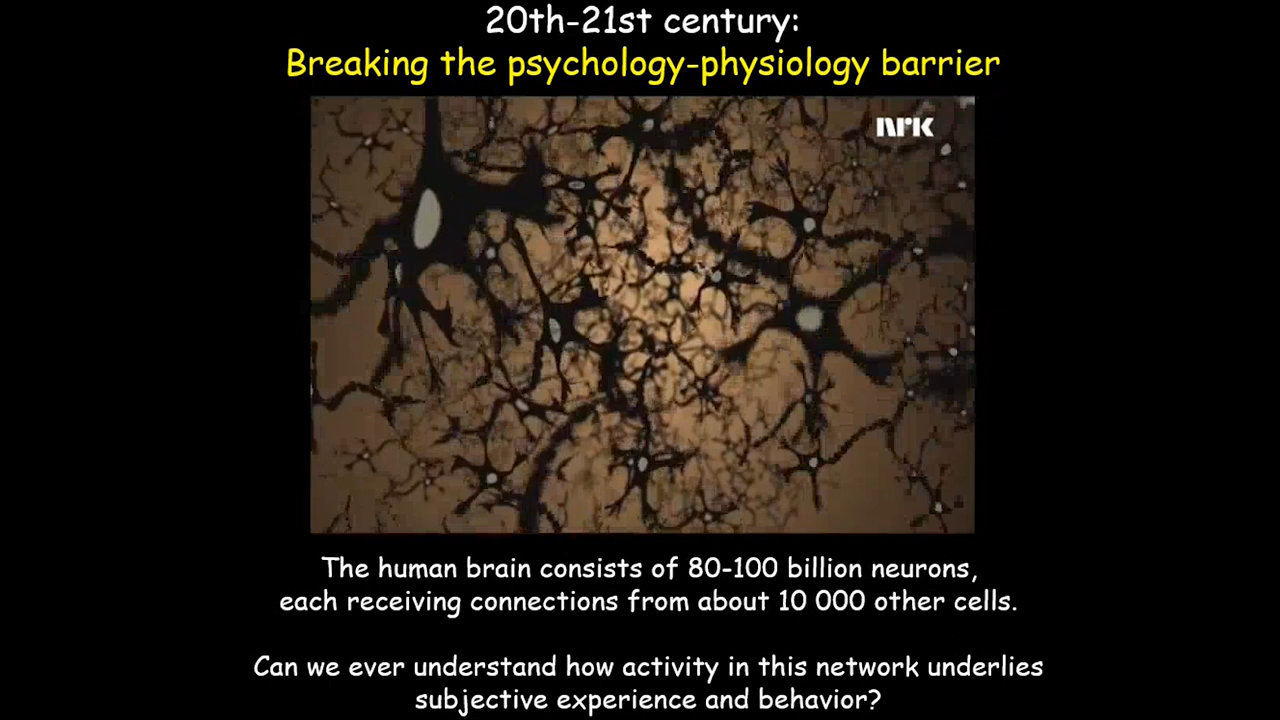 20th-21st century:
Breaking the psychology-physiology barrier
nrk
The human brain consists of 80-100 billion neurons,
each receiving connections from about 10 000 other cells.
Can we ever understand how activity in this network underlies
subjective experience and behavior?